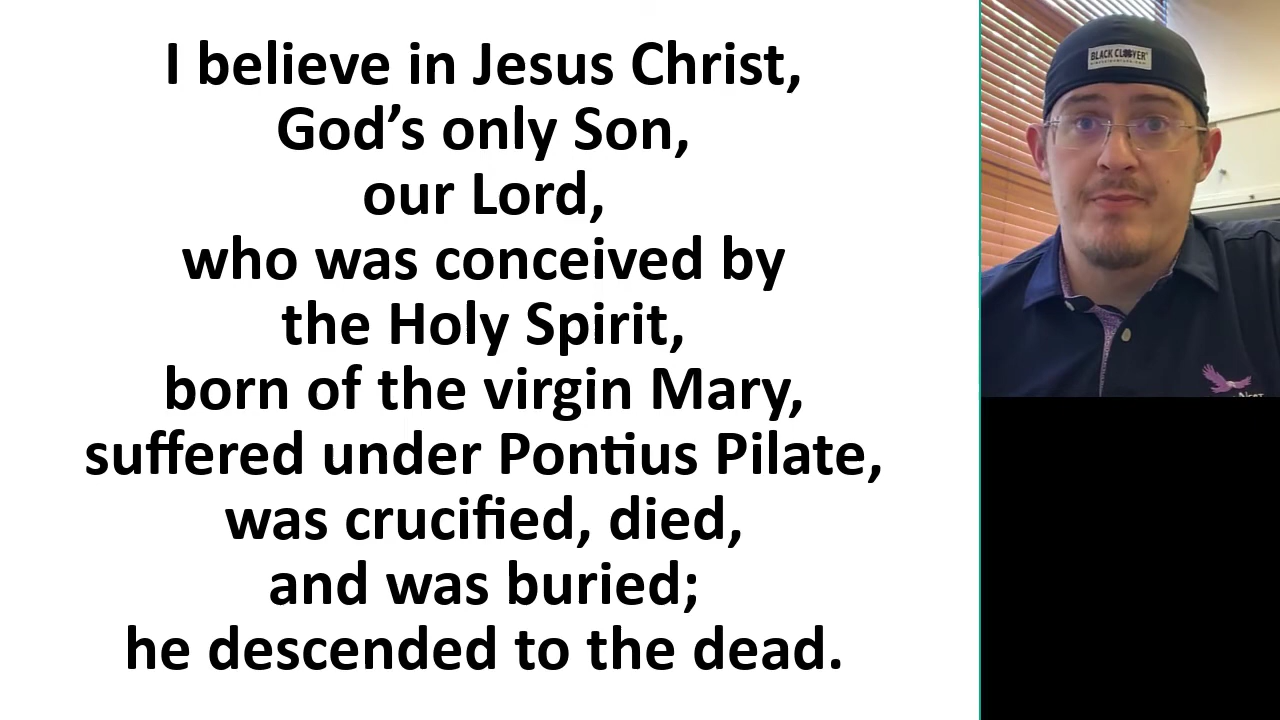 I believe in Jesus Christ,
God’s only Son,
our Lord,
who was conceived by
the Holy Spirit,
born of the virgin Mary,
suffered under Pontius Pilate,
was crucified, died,
and was buried;
he descended to the dead.
BLACK CLOVER